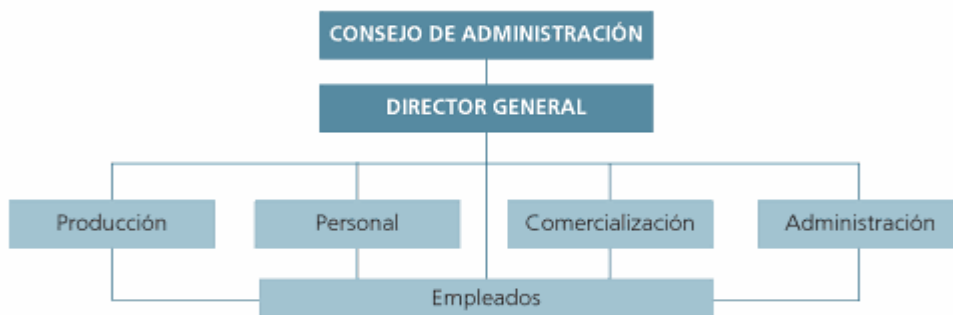 CONSEJO DE ADMINISTRACIÓN
DIRECTOR GENERAL
Producción
Personal
Comercialización
Administración
Empleados